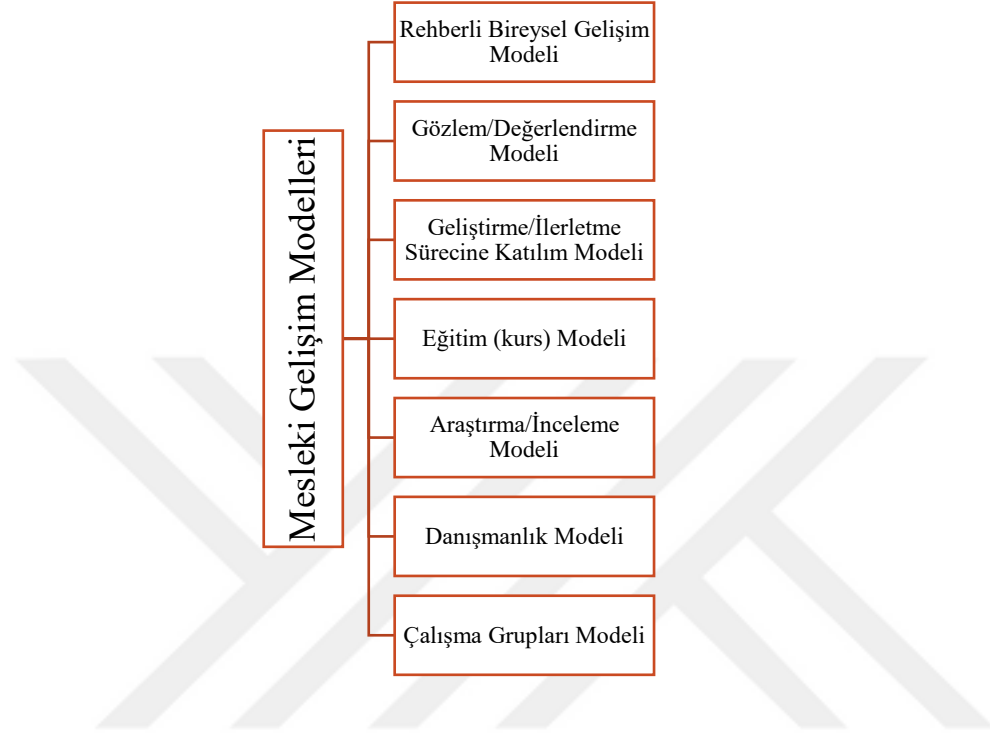 Mesleki Gelişim Modelleri
Rehberli Bireysel Gelişim
Modeli
Gözlem/Değerlendirme
Modeli
Geliştirme/İlerletme
Sürecine Katılım Modeli
Eğitim (kurs) Modeli
Araştırma/İnceleme
Modeli
Danışmanlık Modeli
Çalışma Grupları Modeli